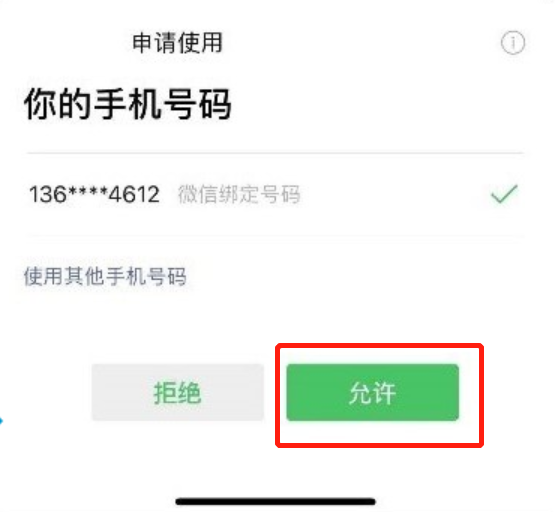 申请使用
你的手机号码
136****4612 微信绑定号码
使用其他手机号码
拒绝 允许